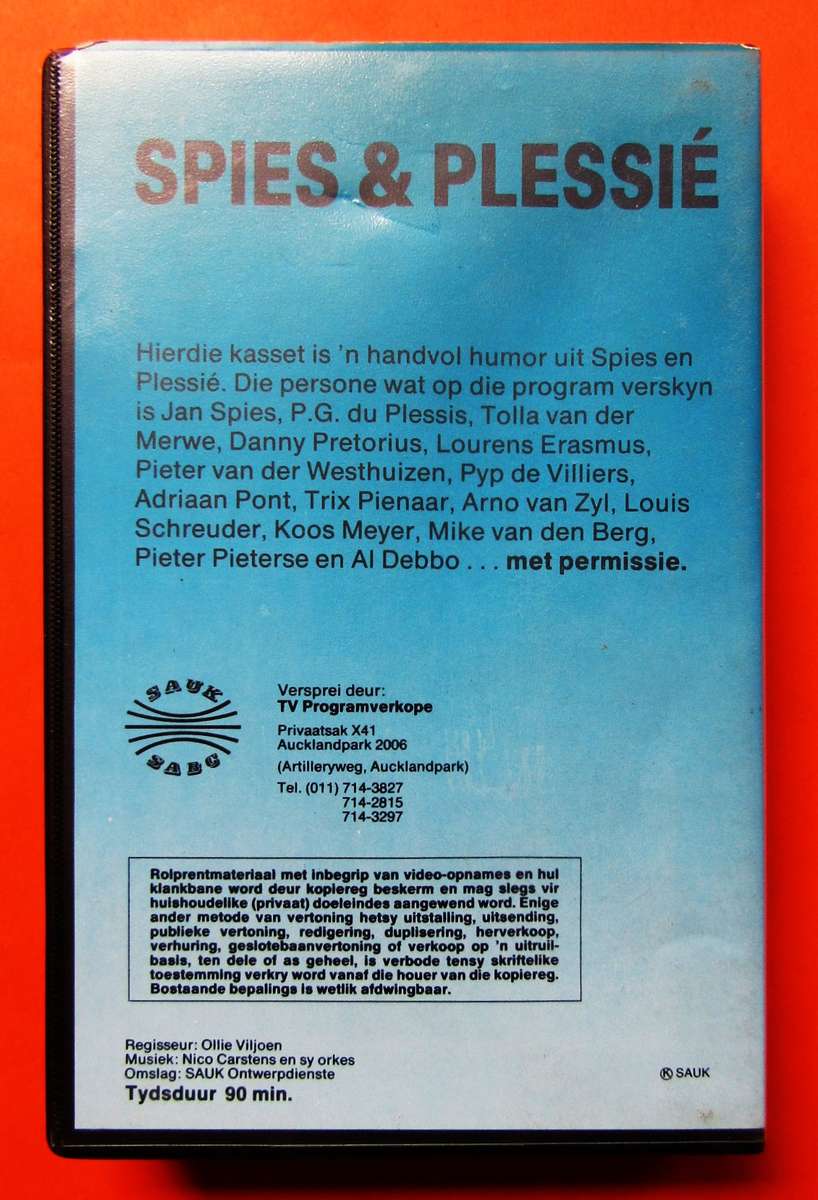 SPIES & PLESSIÉ
Hierdie kasset is 'n handvol humor uit Spies en
Plessié. Die persone wat op die program verskyn
is Jan Spies, P.G. du Plessis, Tolla van der
Merwe, Danny Pretorius, Lourens Erasmus,
Pieter van der Westhuizen, Pyp de Villiers,
Adriaan Pont, Trix Pienaar, Arno van Zyl, Louis
Schreuder, Koos Meyer, Mike van den Berg,
Pieter Pieterse en Al Debbo . . . met permissie.
SAUK
SABC
Versprei deur:
TV Programverkope
Privaatsak X41
Aucklandpark 2006
(Artilleryweg, Aucklandpark)
Tel. (011) 714-3827
714-2815
714-3297
Rolprentmateriaal met inbegrip van video-opnames en hul
klankbane word deur kopiereg beskerm en mag slegs vir
huishoudelike (privaat) doeleindes aangewend word. Enige
ander metode van vertoning hetsy uitstalling, uitsending,
publieke vertoning, redigering, duplisering, herverkoop,
verhuring, geslotebaanvertoning of verkoop op 'n uitruil-
basis, ten dele of as geheel, is verbode tensy skriftelike
toestemming verkry word vanaf die houer van die kopiereg.
Bostaande bepalings is wetlik afdwingbaar.
Regisseur: Ollie Viljoen
Musiek: Nico Carstens en sy orkes
Omslag: SAUK Ontwerpdienste
Tydsduur 90 min.
Ⓚ SAUK